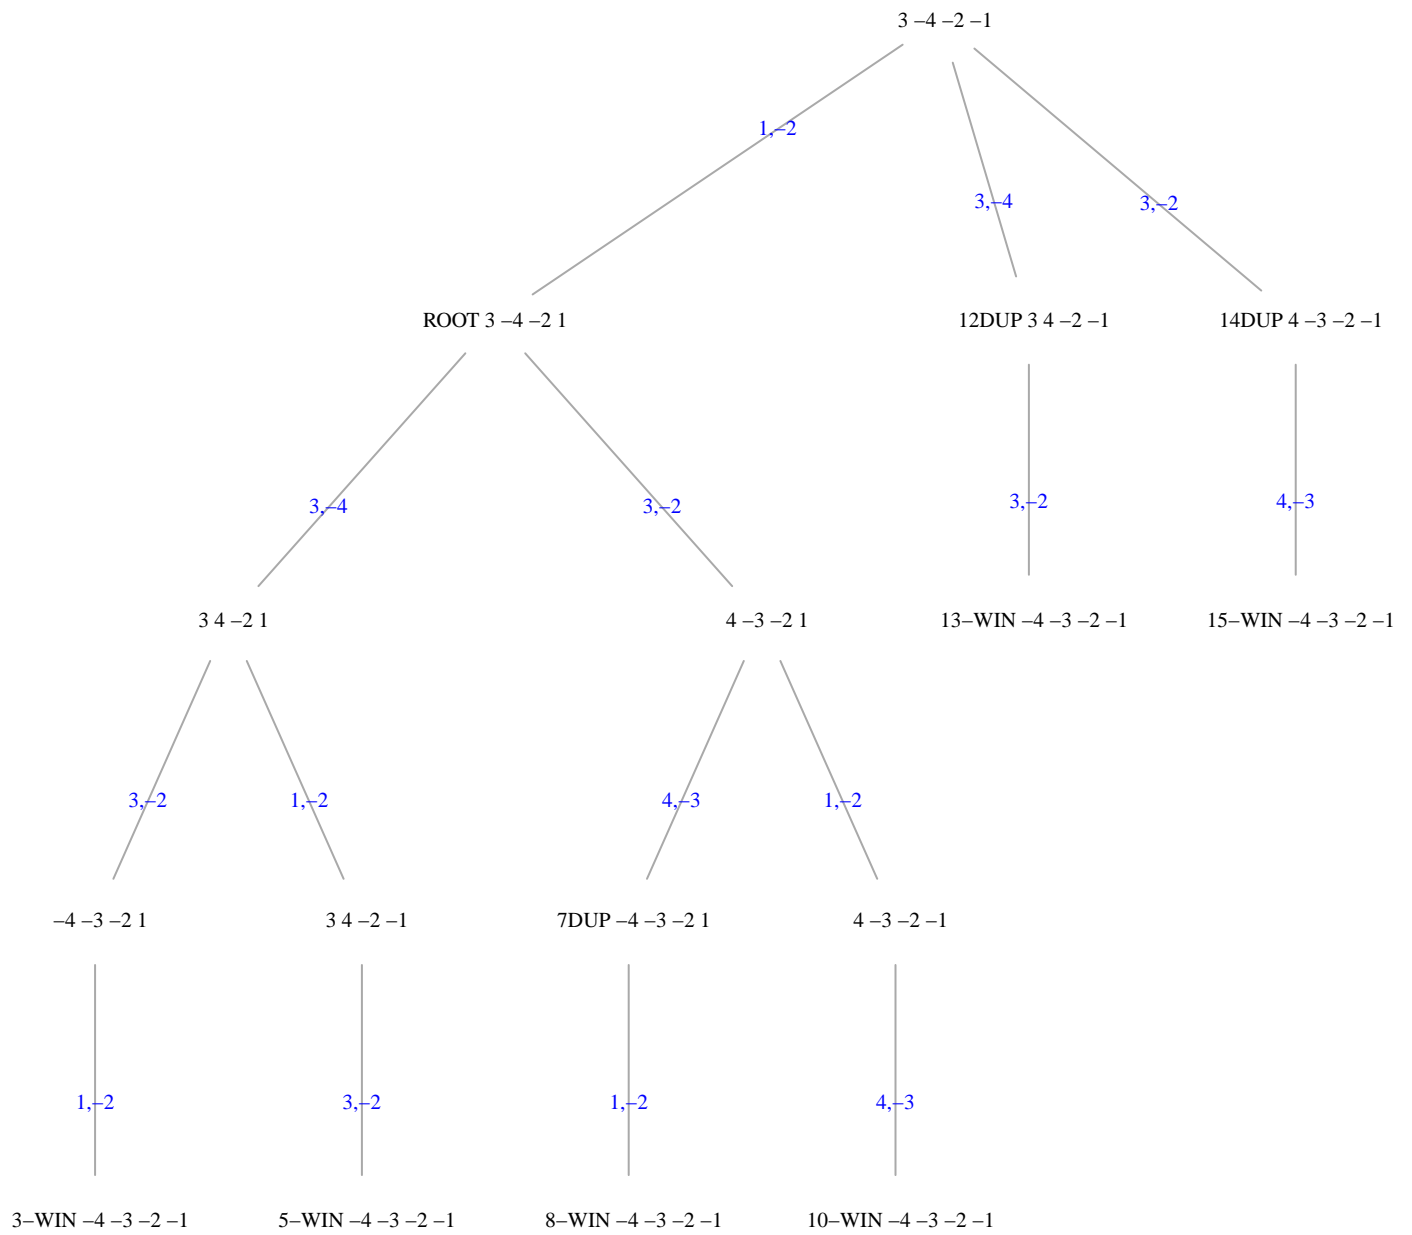 3 –4 –2 –1
1,–2
3,–4
3,–2
ROOT 3 –4 –2 1
12DUP 3 4 –2 –1
14DUP 4 –3 –2 –1
3,–4
3,–2
3,–2
4,–3
3 4 –2 1
4 –3 –2 1
13–WIN –4 –3 –2 –1
15–WIN –4 –3 –2 –1
3,–2
1,–2
4,–3
1,–2
–4 –3 –2 1
3 4 –2 –1
7DUP –4 –3 –2 1
4 –3 –2 –1
1,–2
3,–2
1,–2
4,–3
3–WIN –4 –3 –2 –1
5–WIN –4 –3 –2 –1
8–WIN –4 –3 –2 –1
10–WIN –4 –3 –2 –1